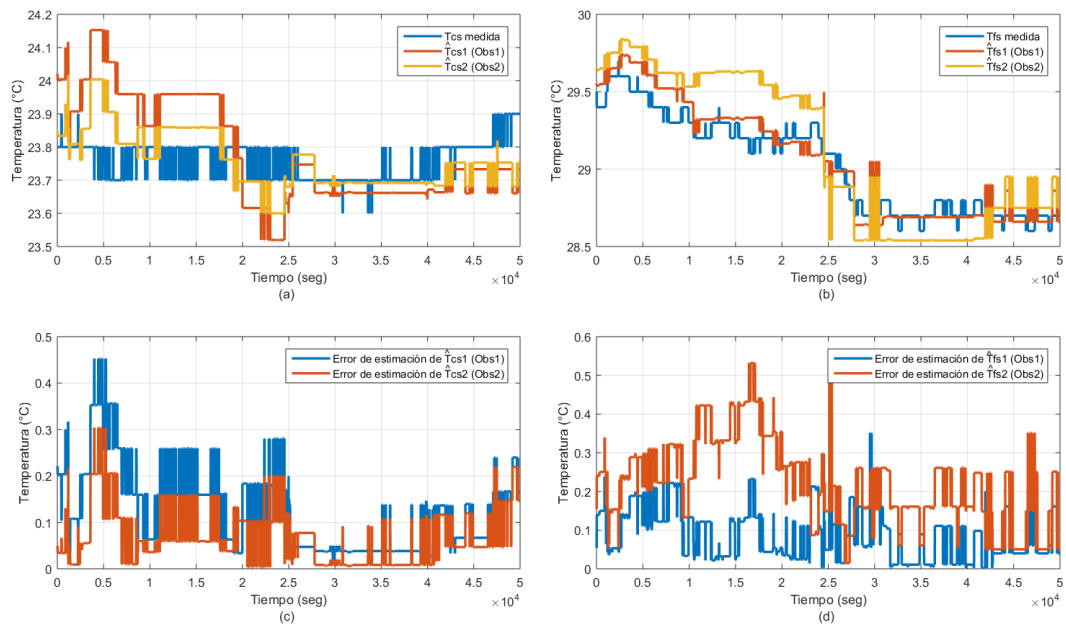 24.2
24.1
24
23.9
23.8
23.7
23.6
23.5
Temperatura (°C)
Tcs medida
T̂cs1 (Obs1)
T̂cs2 (Obs2)
0 0.5 1 1.5 2 2.5 3 3.5 4 4.5 5
Tiempo (seg)
× 10⁴
(a)
30
29.5
29
28.5
Temperatura (°C)
Tfs medida
T̂fs1 (Obs1)
T̂fs2 (Obs2)
0 0.5 1 1.5 2 2.5 3 3.5 4 4.5 5
Tiempo (seg)
× 10⁴
(b)
0.5
0.4
0.3
0.2
0.1
0
Temperatura (°C)
Error de estimación de T̂cs1 (Obs1)
Error de estimación de T̂cs2 (Obs2)
0 0.5 1 1.5 2 2.5 3 3.5 4 4.5 5
Tiempo (seg)
× 10⁴
(c)
0.6
0.5
0.4
0.3
0.2
0.1
0
Temperatura (°C)
Error de estimación de T̂fs1 (Obs1)
Error de estimación de T̂fs2 (Obs2)
0 0.5 1 1.5 2 2.5 3 3.5 4 4.5 5
Tiempo (seg)
× 10⁴
(d)